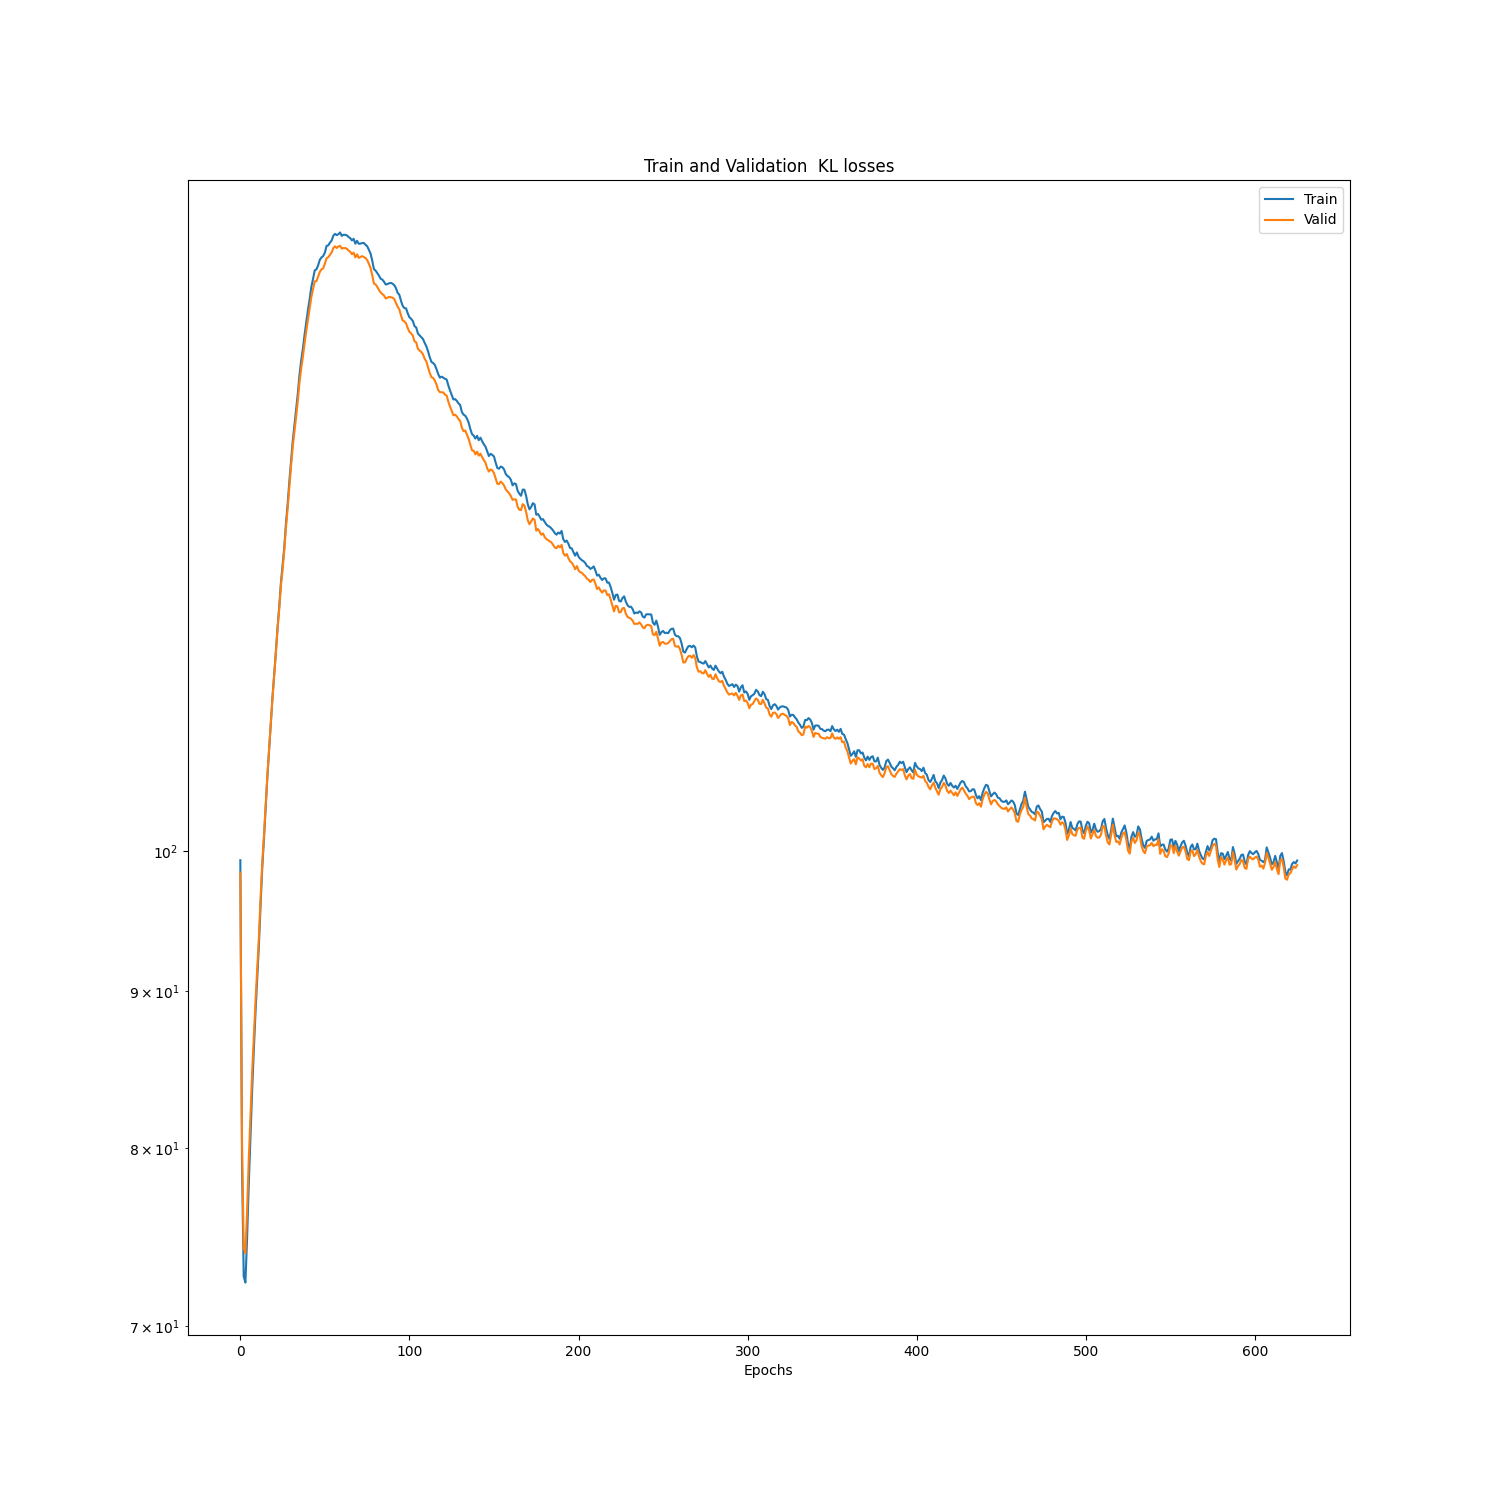 Train and Validation  KL losses
Train
Valid
10²
9 × 10¹
8 × 10¹
7 × 10¹
0 100 200 300 400 500 600
Epochs